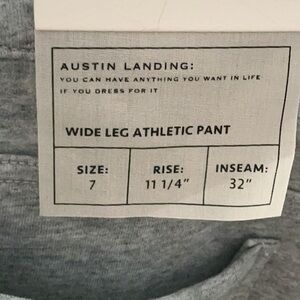 AUSTIN LANDING:
YOU CAN HAVE ANYTHING YOU WANT IN LIFE
IF YOU DRESS FOR IT
WIDE LEG ATHLETIC PANT
SIZE: RISE: INSEAM:
7 11 1/4" 32"